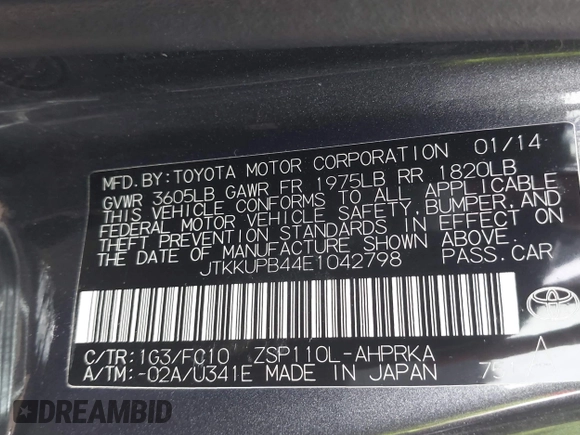 MFD.BY:TOYOTA MOTOR CORPORATION 01/14
GVWR 3605LB GAWR FR 1975LB RR 1820LB
THIS VEHICLE CONFORMS TO ALL APPLICABLE
FEDERAL MOTOR VEHICLE SAFETY, BUMPER, AND
THEFT PREVENTION STANDARDS IN EFFECT ON
THE DATE OF MANUFACTURE SHOWN ABOVE.
JTKKUPB44E1042798 PASS.CAR
TOYOTA
C/TR:1G3/FC10 ZSP110L-AHPRKA A
A/TM:-02A/U341E MADE IN JAPAN
DREAMBID